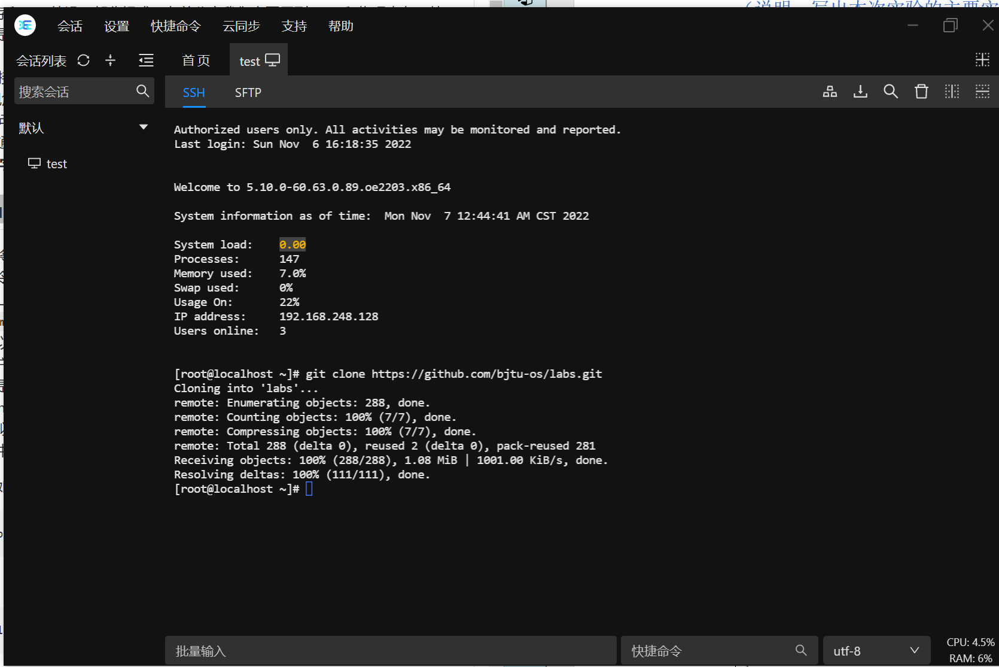 会话 设置 快捷命令 云同步 支持 帮助
会话列表 首页 test
搜索会话 SSH SFTP
默认
test
Authorized users only. All activities may be monitored and reported.
Last login: Sun Nov  6 16:18:35 2022
Welcome to 5.10.0-60.63.0.89.oe2203.x86_64
System information as of time:  Mon Nov  7 12:44:41 AM CST 2022
System load:    0.00
Processes:      147
Memory used:    7.0%
Swap used:      0%
Usage On:       22%
IP address:     192.168.248.128
Users online:   3
[root@localhost ~]# git clone https://github.com/bjtu-os/labs.git
Cloning into 'labs'...
remote: Enumerating objects: 288, done.
remote: Counting objects: 100% (7/7), done.
remote: Compressing objects: 100% (7/7), done.
remote: Total 288 (delta 0), reused 2 (delta 0), pack-reused 281
Receiving objects: 100% (288/288), 1.08 MiB | 1001.00 KiB/s, done.
Resolving deltas: 100% (111/111), done.
[root@localhost ~]#
批量输入 快捷命令 utf-8
CPU: 4.5%
RAM: 6%